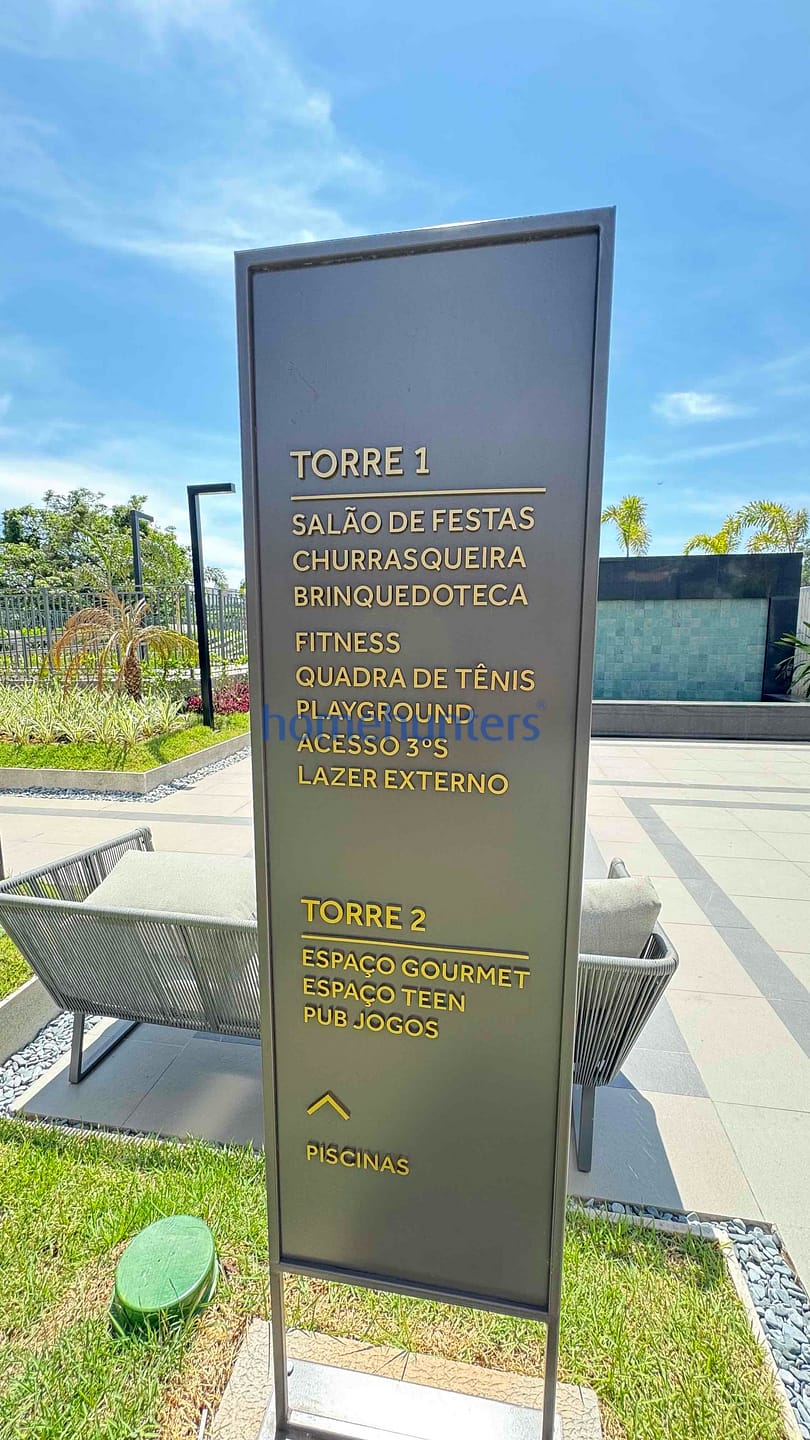 TORRE 1
SALÃO DE FESTAS
CHURRASQUEIRA
BRINQUEDOTECA
FITNESS
QUADRA DE TÊNIS
PLAYGROUND
homehunters®
ACESSO 3ºS
LAZER EXTERNO
TORRE 2
ESPAÇO GOURMET
ESPAÇO TEEN
PUB JOGOS
PISCINAS